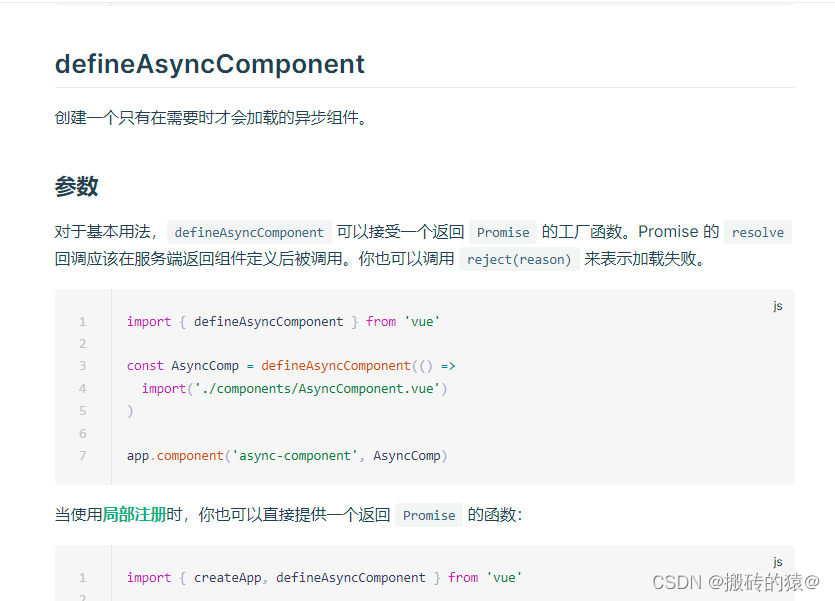 defineAsyncComponent
创建一个只有在需要时才会加载的异步组件。
参数
对于基本用法，defineAsyncComponent 可以接受一个返回 Promise 的工厂函数。Promise 的 resolve
回调应该在服务端返回组件定义后被调用。你也可以调用 reject(reason) 来表示加载失败。
js
1 import { defineAsyncComponent } from 'vue'
2
3 const AsyncComp = defineAsyncComponent(() =>
4   import('./components/AsyncComponent.vue')
5 )
6
7 app.component('async-component', AsyncComp)
当使用局部注册时，你也可以直接提供一个返回 Promise 的函数：
js
1 import { createApp, defineAsyncComponent } from 'vue'
2
CSDN @搬砖的猿@